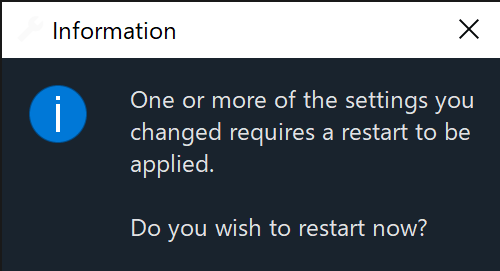 Information
One or more of the settings you
changed requires a restart to be
applied.
Do you wish to restart now?